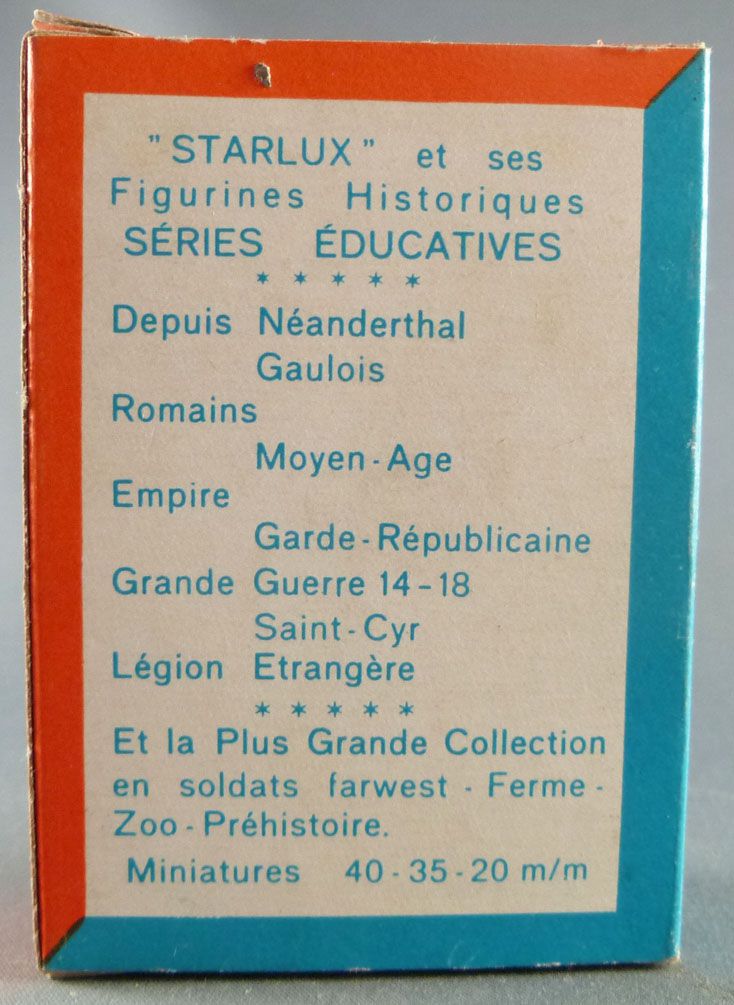 "STARLUX" et ses
Figurines Historiques
SÉRIES ÉDUCATIVES
* * * * *
Depuis Néanderthal
Gaulois
Romains
Moyen-Age
Empire
Garde-Républicaine
Grande Guerre 14-18
Saint-Cyr
Légion Etrangère
* * * * *
Et la Plus Grande Collection
en soldats farwest - Ferme -
Zoo - Préhistoire.
Miniatures 40-35-20 m/m